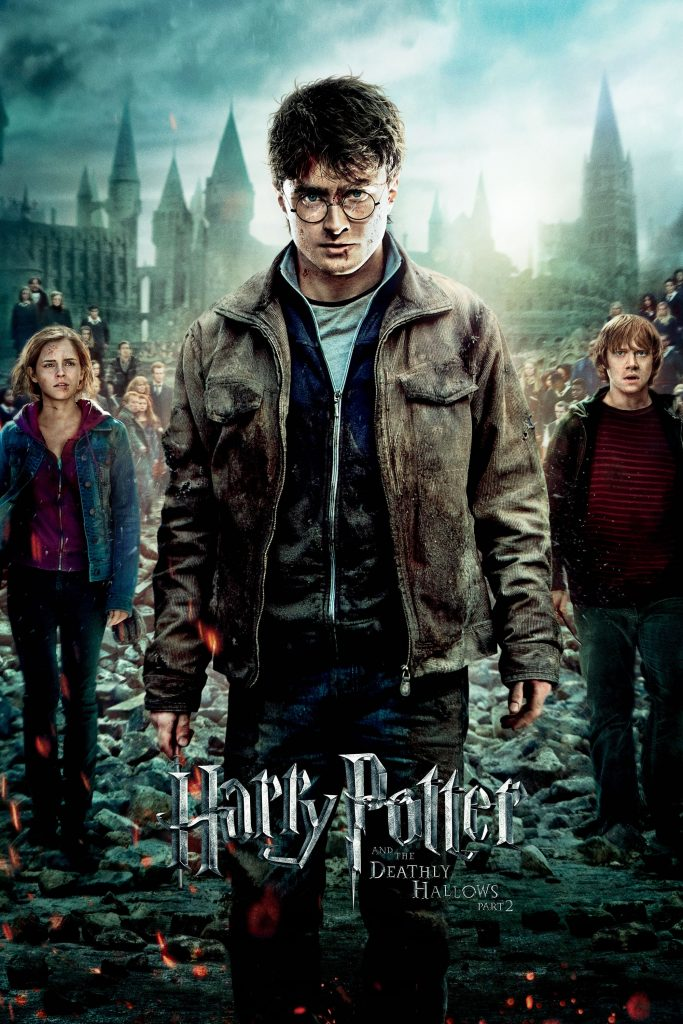 Harry Potter
AND THE
DEATHLY
HALLOWS
PART 2